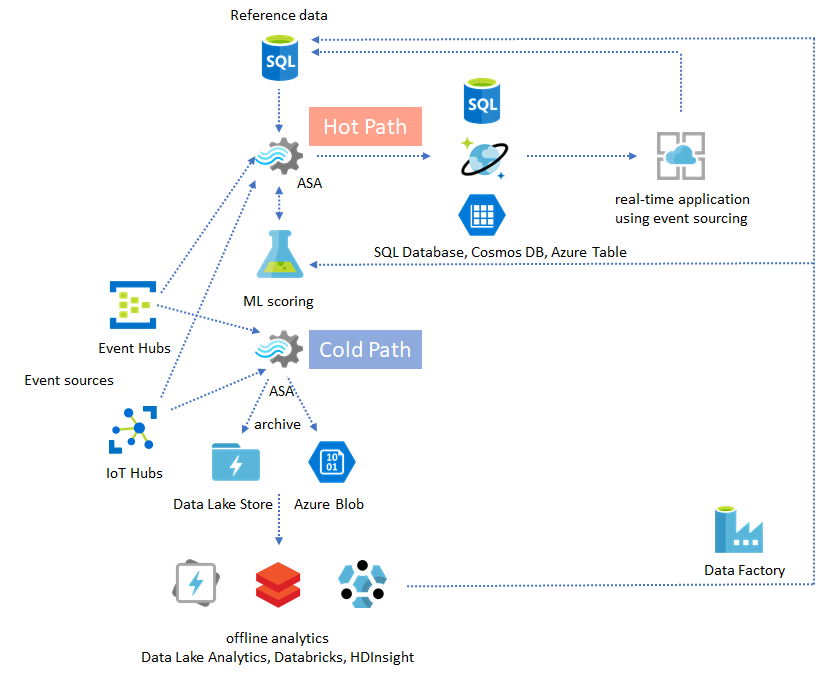 Reference data
SQL
Hot Path
SQL
ASA
real-time application
using event sourcing
SQL Database, Cosmos DB, Azure Table
ML scoring
Event Hubs
Cold Path
Event sources
ASA
archive
IoT Hubs
10
01
Data Lake Store
Azure Blob
Data Factory
offline analytics
Data Lake Analytics, Databricks, HDInsight